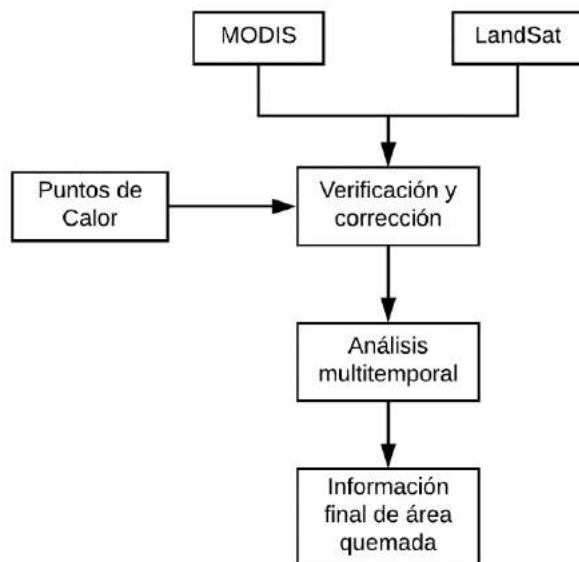 MODIS
LandSat
Puntos de
Calor
Verificación y
corrección
Análisis
multitemporal
Información
final de área
quemada